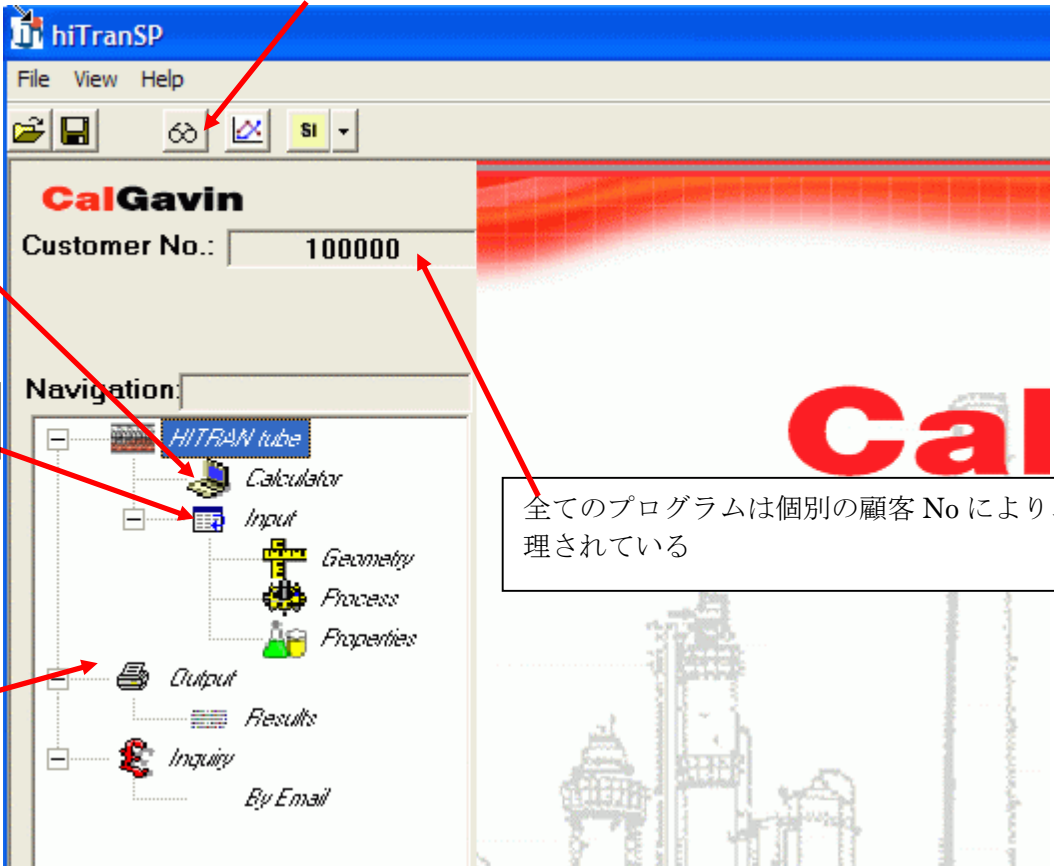 hiTranSP
File View Help
SI
CalGavin
Customer No.: 100000
Navigation:
HITRAN tube
Calculator
Input
Geometry
Process
Properties
Output
Results
Inquiry
By Email
Cal
全てのプログラムは個別の顧客 No により
理されている